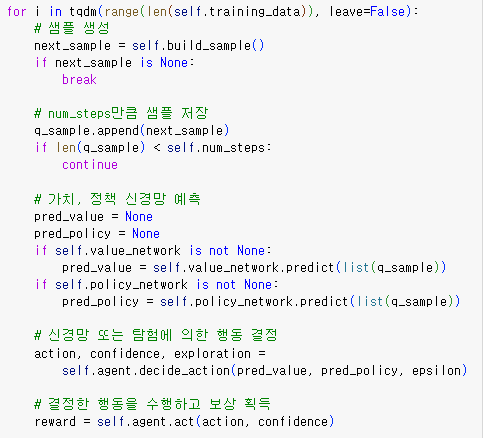 for i in tqdm(range(len(self.training_data)), leave=False):
# 샘플 생성
next_sample = self.build_sample()
if next_sample is None:
break
# num_steps만큼 샘플 저장
q_sample.append(next_sample)
if len(q_sample) < self.num_steps:
continue
# 가치, 정책 신경망 예측
pred_value = None
pred_policy = None
if self.value_network is not None:
pred_value = self.value_network.predict(list(q_sample))
if self.policy_network is not None:
pred_policy = self.policy_network.predict(list(q_sample))
# 신경망 또는 탐험에 의한 행동 결정
action, confidence, exploration =
self.agent.decide_action(pred_value, pred_policy, epsilon)
# 결정한 행동을 수행하고 보상 획득
reward = self.agent.act(action, confidence)